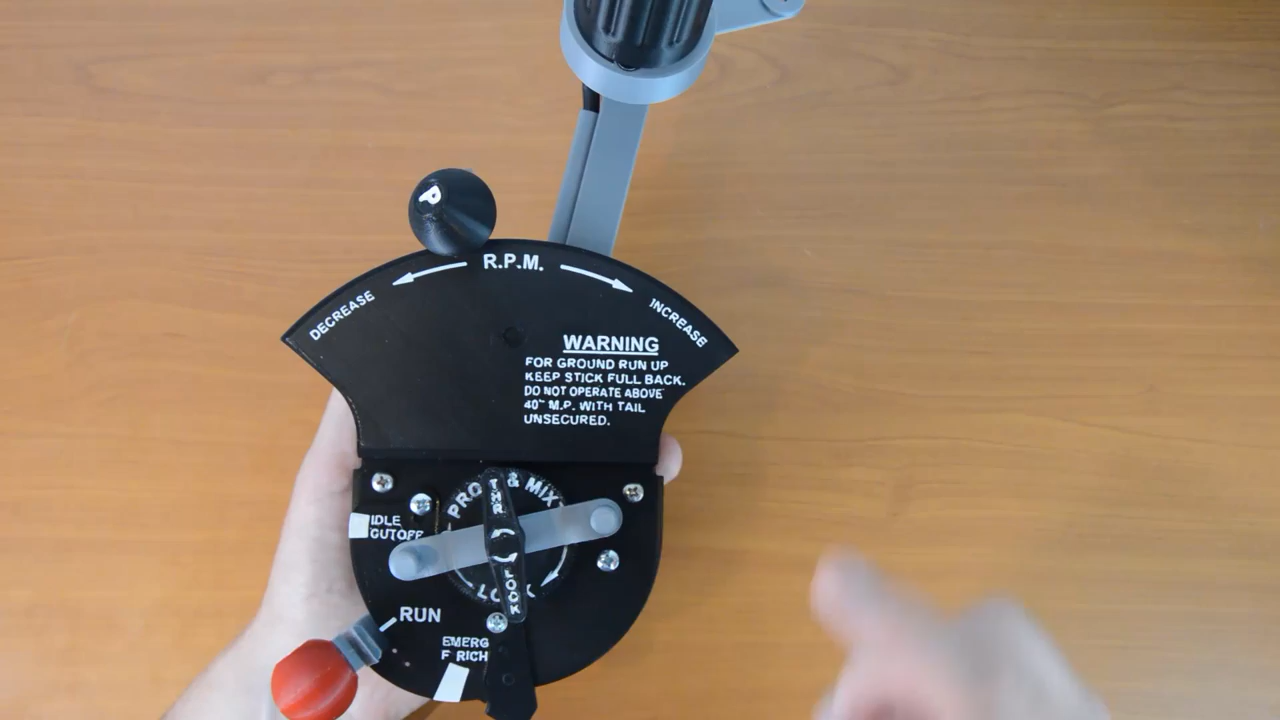 P
R.P.M.
DECREASE
INCREASE
WARNING
FOR GROUND RUN UP
KEEP STICK FULL BACK.
DO NOT OPERATE ABOVE
40" M.P. WITH TAIL
UNSECURED.
PROP & MIX
THR
IDLE
CUTOFF
LOCK
LOCK
RUN
EMERG
F RICH